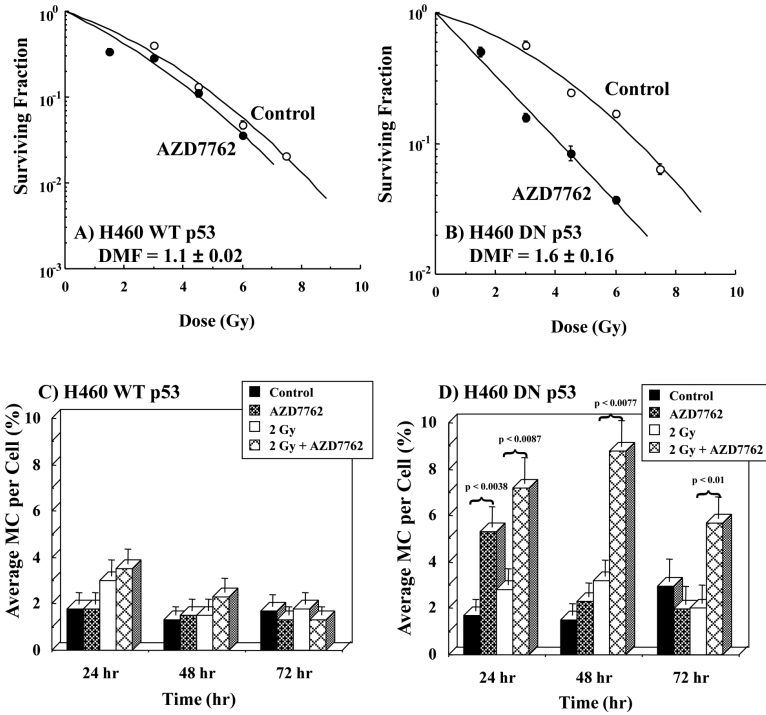 10⁰
10⁻¹
10⁻²
10⁻³
Surviving Fraction
Control
AZD7762
A) H460 WT p53
DMF = 1.1 ± 0.02
0 2 4 6 8 10
Dose (Gy)
10⁰
10⁻¹
10⁻²
Surviving Fraction
Control
AZD7762
B) H460 DN p53
DMF = 1.6 ± 0.16
0 2 4 6 8 10
Dose (Gy)
C) H460 WT p53
Control
AZD7762
2 Gy
2 Gy + AZD7762
Average MC per Cell (%)
10
8
6
4
2
0
24 hr 48 hr 72 hr
Time (hr)
D) H460 DN p53
Control
AZD7762
2 Gy
2 Gy + AZD7762
Average MC per Cell (%)
10
8
6
4
2
0
p < 0.0038
p < 0.0087
p < 0.0077
p < 0.01
24 hr 48 hr 72 hr
Time (hr)